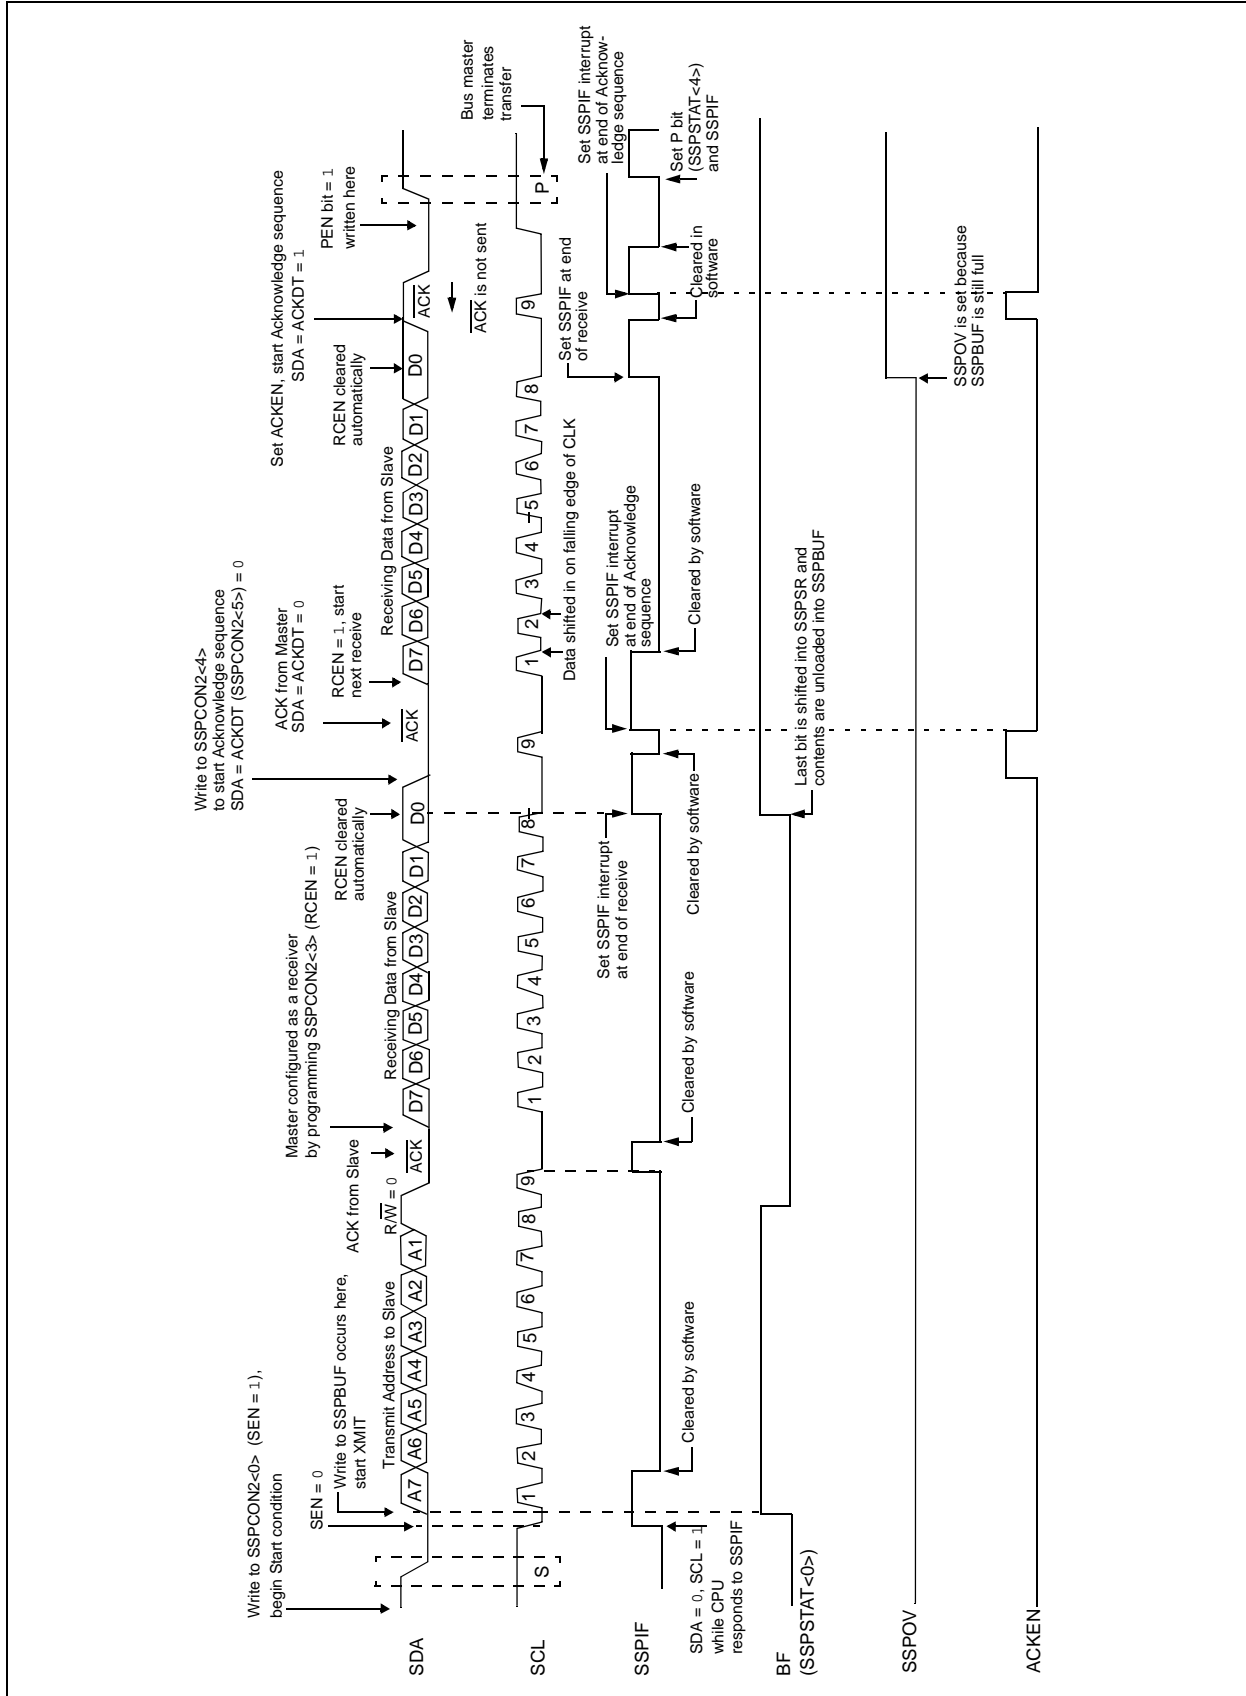 Write to SSPCON2<0> (SEN = 1),
begin Start condition
SEN = 0
Write to SSPBUF occurs here,
start XMIT
Transmit Address to Slave
ACK from Slave
R/W = 0
Master configured as a receiver
by programming SSPCON2<3> (RCEN = 1)
Receiving Data from Slave
RCEN cleared
automatically
Write to SSPCON2<4>
to start Acknowledge sequence
SDA = ACKDT (SSPCON2<5>) = 0
ACK from Master
SDA = ACKDT = 0
RCEN = 1, start
next receive
Receiving Data from Slave
RCEN cleared
automatically
Set ACKEN, start Acknowledge sequence
SDA = ACKDT = 1
PEN bit = 1
written here
SDA
A7 A6 A5 A4 A3 A2 A1 ACK D7 D6 D5 D4 D3 D2 D1 D0 ACK D7 D6 D5 D4 D3 D2 D1 D0 ACK
ACK is not sent
Bus master
terminates
transfer
SCL
S 1 2 3 4 5 6 7 8 9 1 2 3 4 5 6 7 8 9 1 2 3 4 5 6 7 8 9 P
Data shifted in on falling edge of CLK
Set SSPIF interrupt
at end of receive
Set SSPIF interrupt
at end of Acknowledge
sequence
Set SSPIF at end
of receive
Set SSPIF interrupt
at end of Acknow-
ledge sequence
SSPIF
SDA = 0, SCL = 1
while CPU
responds to SSPIF
Cleared by software
Cleared by software
Cleared by software
Cleared by software
Cleared in
software
Set P bit
(SSPSTAT<4>)
and SSPIF
BF
(SSPSTAT<0>)
Last bit is shifted into SSPSR and
contents are unloaded into SSPBUF
SSPOV
SSPOV is set because
SSPBUF is still full
ACKEN